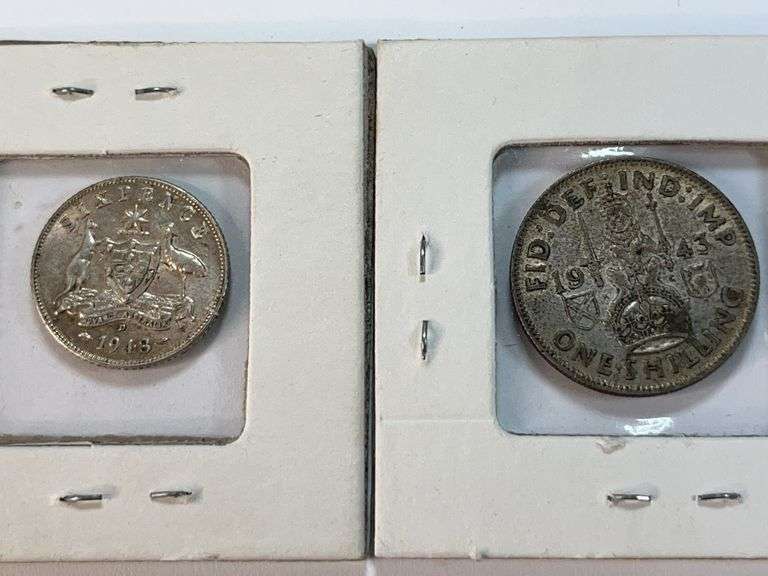 SIXPENCE
D
1943
FID: DEF: IND: IMP
19 43
ONE·SHILLING